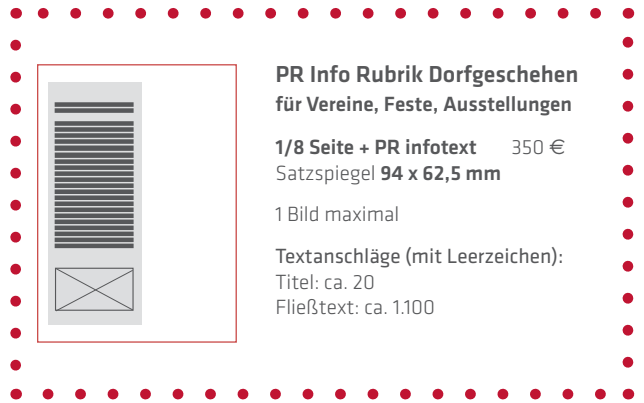 PR Info Rubrik Dorfgeschehen
für Vereine, Feste, Ausstellungen
1/8 Seite + PR infotext 350 €
Satzspiegel 94 x 62,5 mm
1 Bild maximal
Textanschläge (mit Leerzeichen):
Titel: ca. 20
Fließtext: ca. 1.100